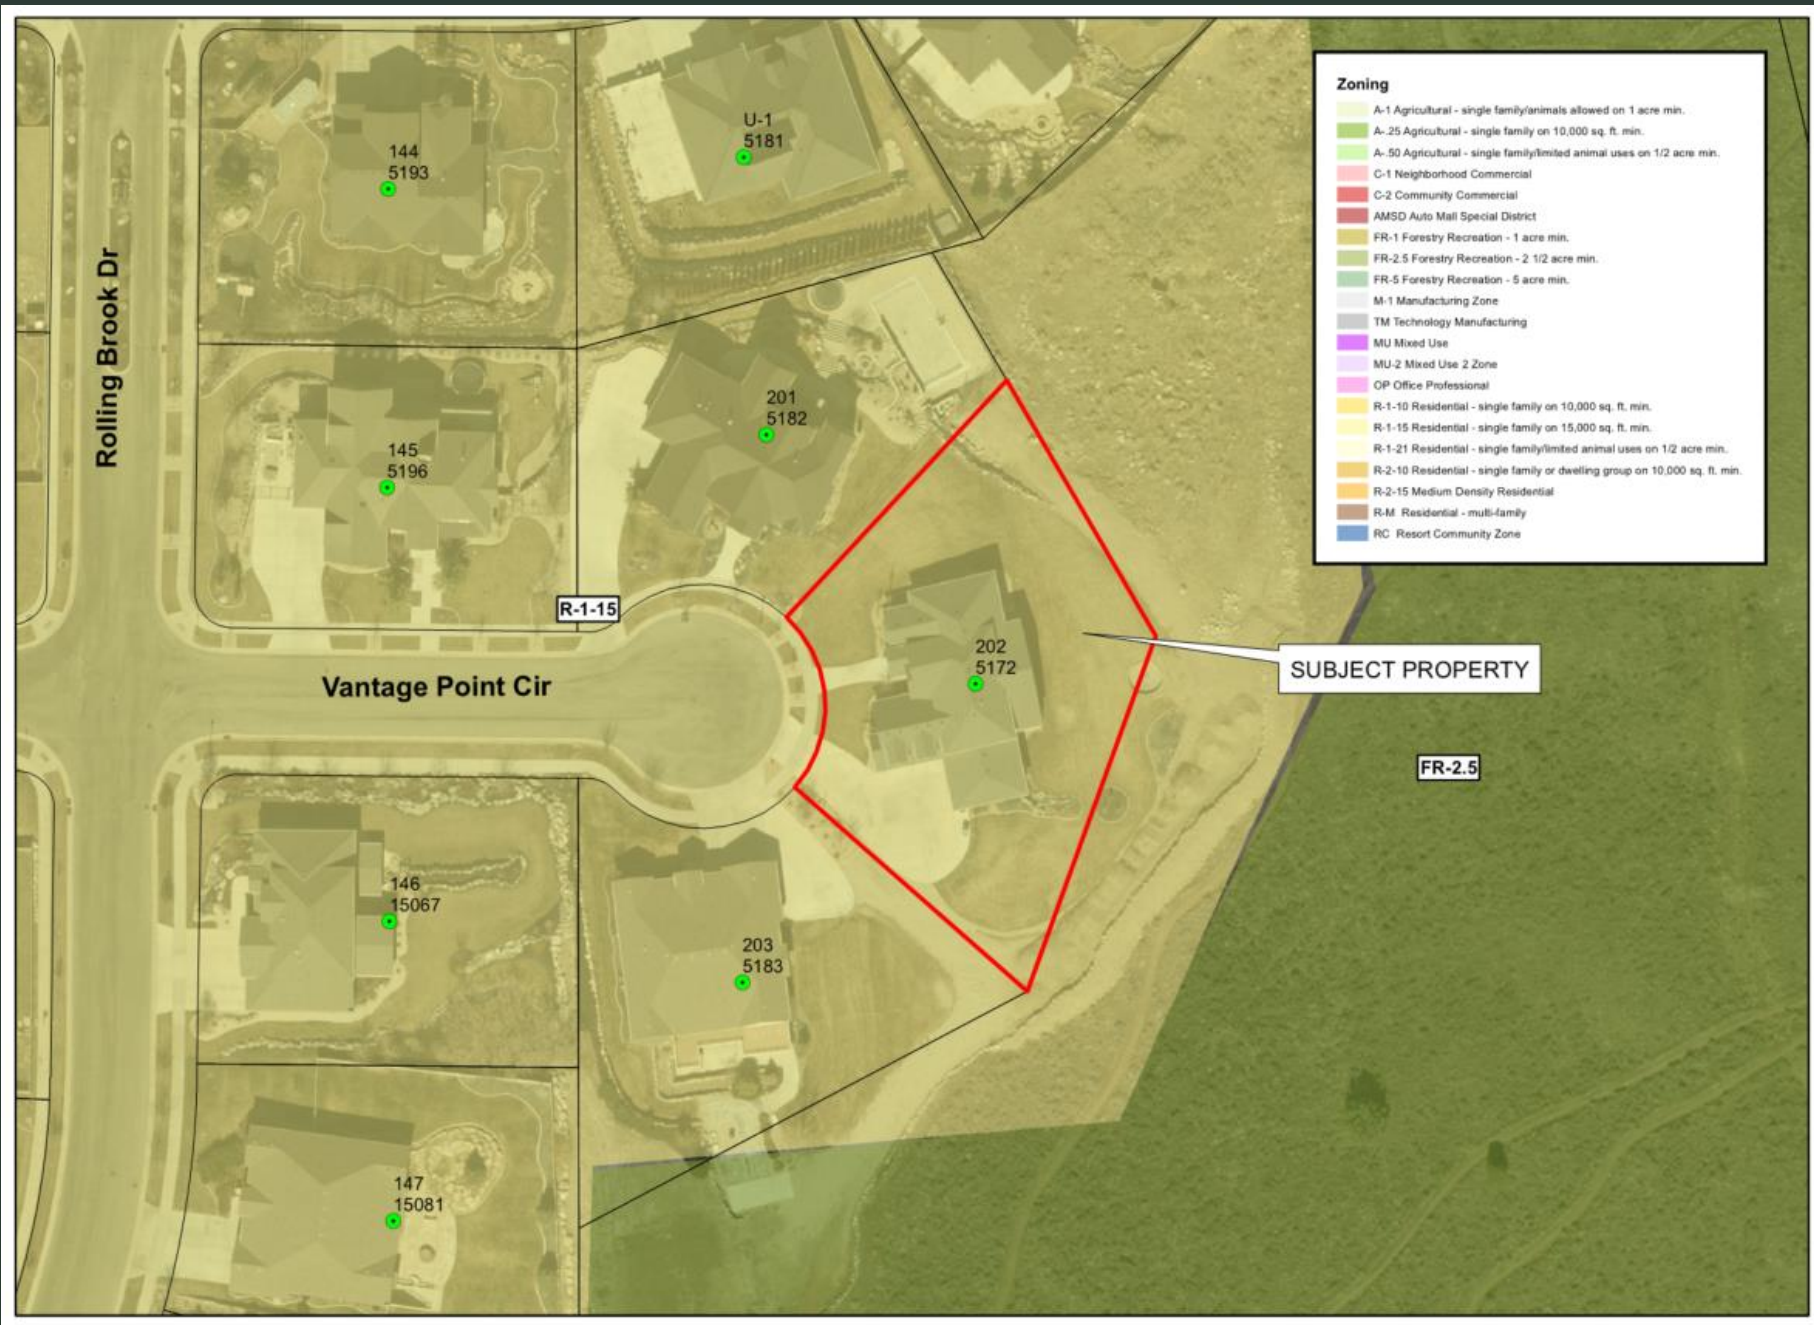 Zoning
A-1 Agricultural - single family/animals allowed on 1 acre min.
A-.25 Agricultural - single family on 10,000 sq. ft. min.
A-.50 Agricultural - single family/limited animal uses on 1/2 acre min.
C-1 Neighborhood Commercial
C-2 Community Commercial
AMSD Auto Mall Special District
FR-1 Forestry Recreation - 1 acre min.
FR-2.5 Forestry Recreation - 2 1/2 acre min.
FR-5 Forestry Recreation - 5 acre min.
M-1 Manufacturing Zone
TM Technology Manufacturing
MU Mixed Use
MU-2 Mixed Use 2 Zone
OP Office Professional
R-1-10 Residential - single family on 10,000 sq. ft. min.
R-1-15 Residential - single family on 15,000 sq. ft. min.
R-1-21 Residential - single family/limited animal uses on 1/2 acre min.
R-2-10 Residential - single family or dwelling group on 10,000 sq. ft. min.
R-2-15 Medium Density Residential
R-M Residential - multi-family
RC Resort Community Zone
144
5193
U-1
5181
Rolling Brook Dr
201
5182
145
5196
R-1-15
202
5172
SUBJECT PROPERTY
Vantage Point Cir
FR-2.5
146
15067
203
5183
147
15081